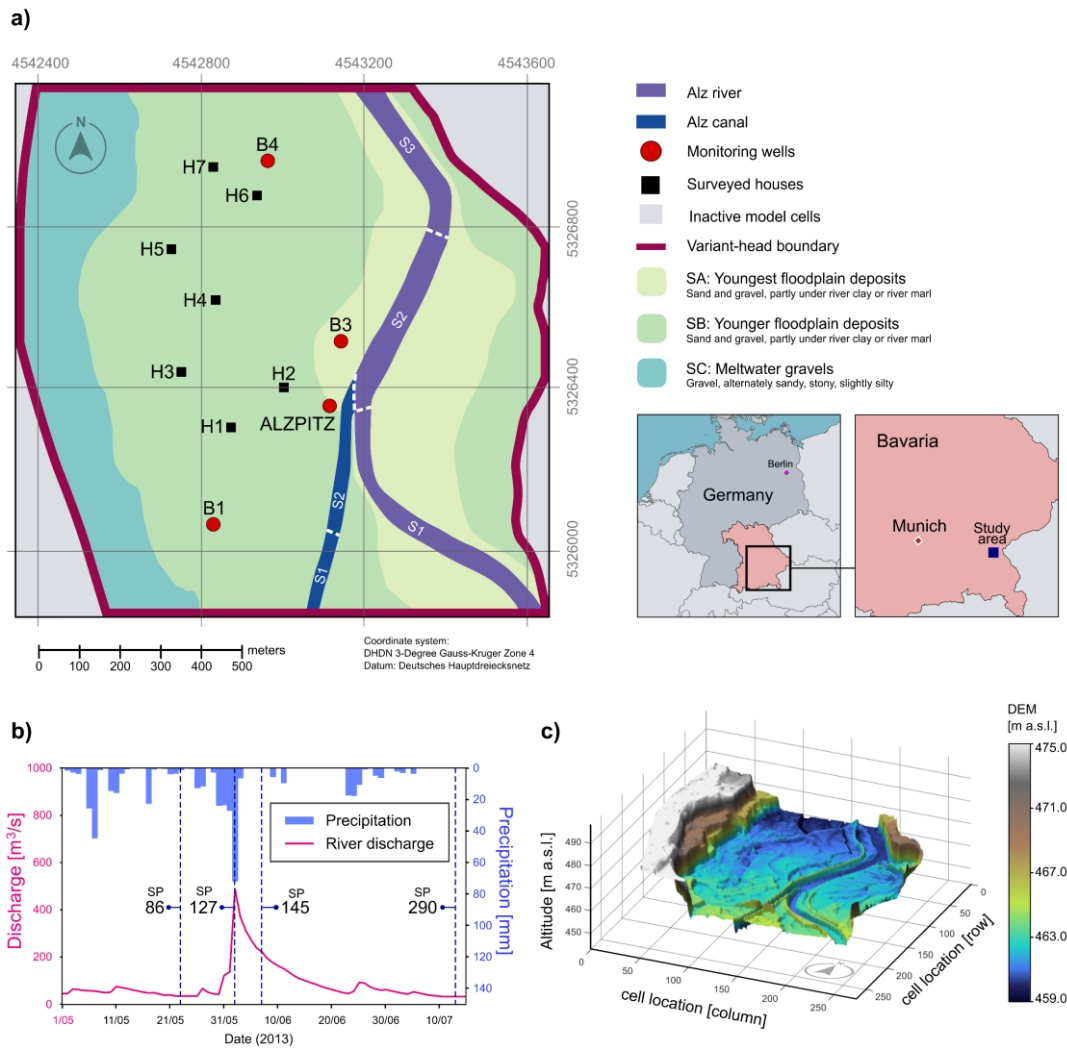 a)
4542400 4542800 4543200 4543600
N
B4
H7
H6
S3
5326800
H5
H4
S2
B3
H3
H2
5326400
ALZPITZ
H1
S2
B1
S1
5326000
S1
Alz river
Alz canal
Monitoring wells
Surveyed houses
Inactive model cells
Variant-head boundary
SA: Youngest floodplain deposits
Sand and gravel, partly under river clay or river marl
SB: Younger floodplain deposits
Sand and gravel, partly under river clay or river marl
SC: Meltwater gravels
Gravel, alternately sandy, stony, slightly silty
Berlin
Germany
Bavaria
Munich
Study
area
meters
0 100 200 300 400 500
Coordinate system:
DHDN 3-Degree Gauss-Kruger Zone 4
Datum: Deutsches Hauptdreiecksnetz
b)
Discharge [m³/s]
1000
800
600
400
200
0
Precipitation
River discharge
SP
86
SP
127
SP
145
SP
290
0
20
40
60
80
100
120
140
Precipitation [mm]
1/05 11/05 21/05 31/05 10/06 20/06 30/06 10/07
Date (2013)
c)
DEM
[m a.s.l.]
475.0
471.0
467.0
463.0
459.0
Altitude [m a.s.l.]
490
480
470
460
450
0
50
100
150
200
250
cell location [column]
0
50
100
150
200
250
cell location [row]